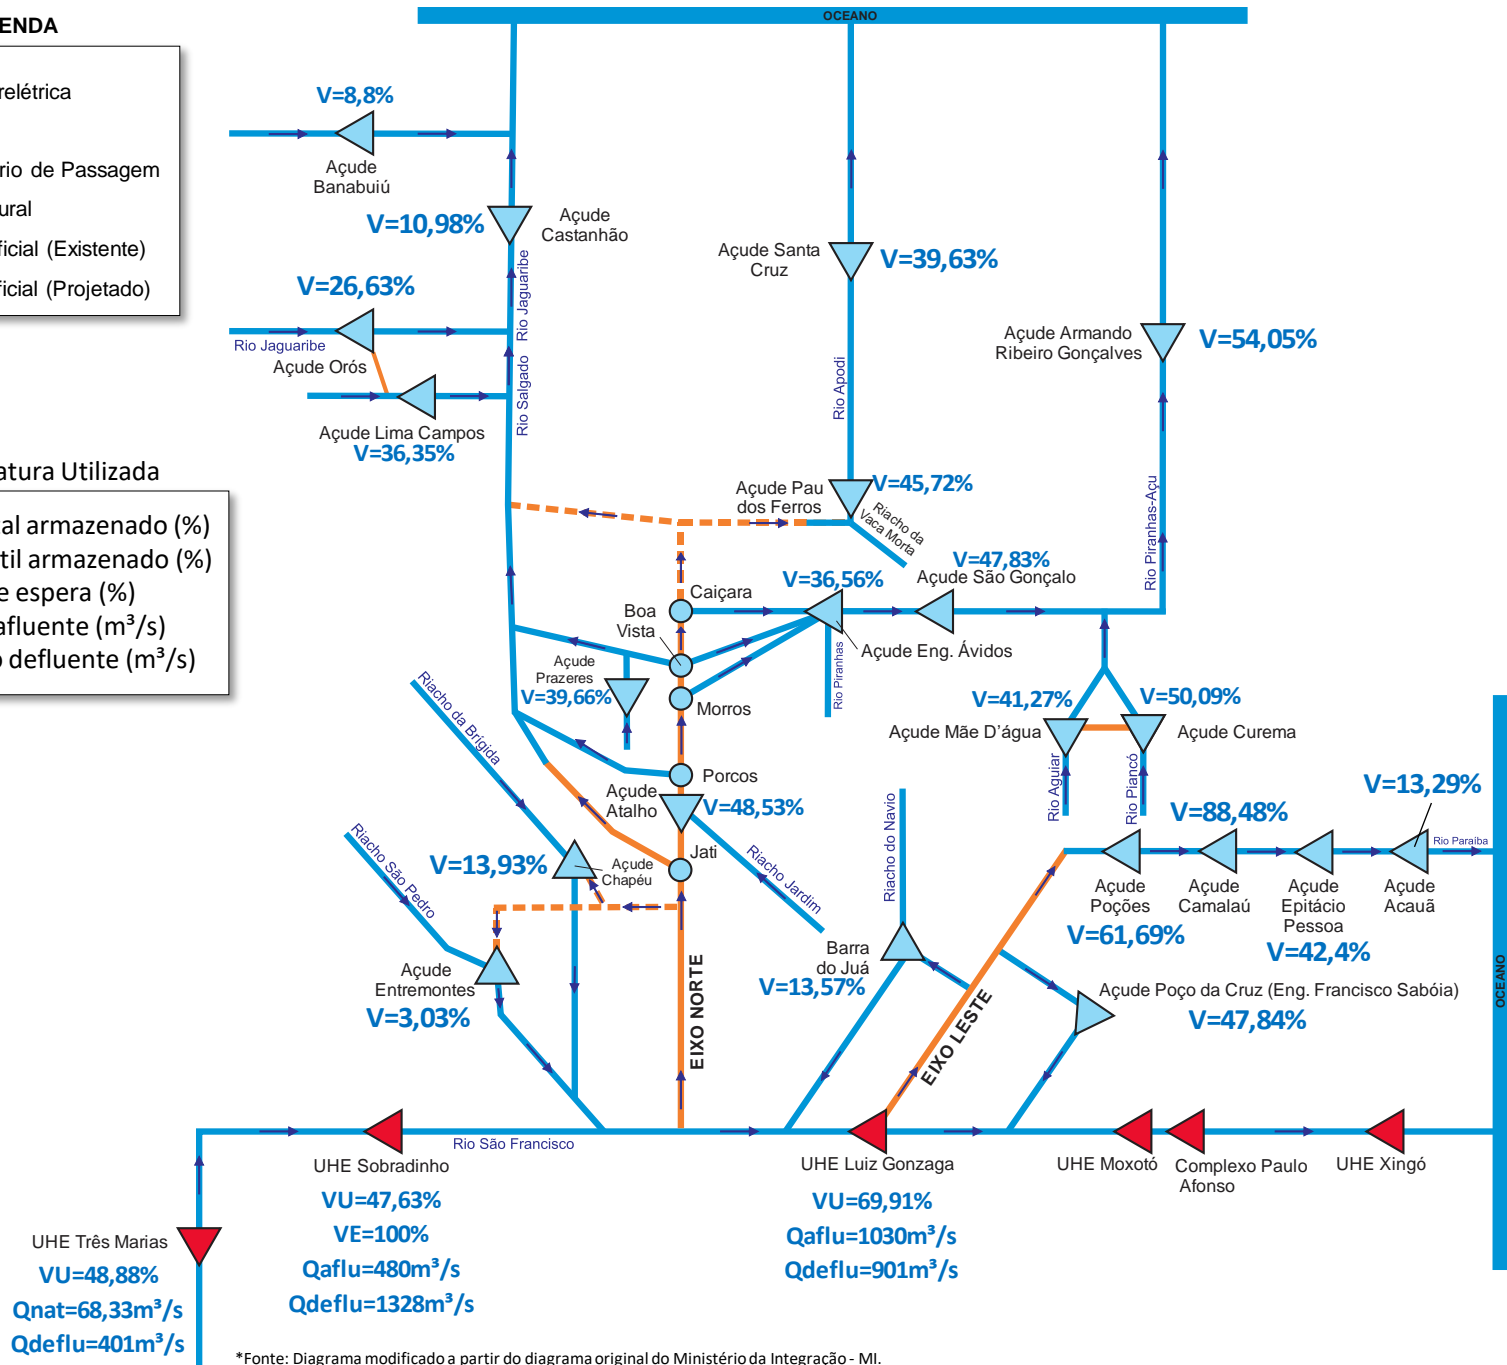 OCEANO
ENDA
relétrica
rio de Passagem
ural
ficial (Existente)
ficial (Projetado)
V=8,8%
Açude
Banabuiú
V=10,98%
Açude
Castanhão
Rio Jaguaribe
V=26,63%
Rio Jaguaribe
Açude Orós
Rio Salgado
Açude Lima Campos
V=36,35%
Açude Santa
Cruz
V=39,63%
Rio Apodi
Açude Armando
Ribeiro Gonçalves
V=54,05%
Rio Piranhas-Açu
atura Utilizada
tal armazenado (%)
til armazenado (%)
e espera (%)
afluente (m³/s)
o defluente (m³/s)
Açude Pau
dos Ferros
V=45,72%
Riacho da
Vaca Morta
V=47,83%
Açude São Gonçalo
V=36,56%
Caiçara
Boa
Vista
Açude Eng. Ávidos
Rio Piranhas
Açude
Prazeres
V=39,66%
Morros
Riacho da Brígida
V=41,27%
V=50,09%
Açude Mãe D'água
Açude Curema
Rio Aguiar
Rio Piancó
Porcos
Açude
Atalho
V=48,53%
V=13,29%
V=88,48%
Rio Paraíba
Riacho do Navio
Jati
Riacho Jardim
Riacho São Pedro
V=13,93%
Açude
Chapéu
Açude
Poções
V=61,69%
Açude
Camalaú
Açude
Epitácio
Pessoa
V=42,4%
Açude
Acauã
Barra
do Juá
V=13,57%
Açude
Entremontes
V=3,03%
Açude Poço da Cruz (Eng. Francisco Sabóia)
V=47,84%
OCEANO
EIXO NORTE
EIXO LESTE
Rio São Francisco
UHE Sobradinho
VU=47,63%
VE=100%
Qaflu=480m³/s
Qdeflu=1328m³/s
UHE Luiz Gonzaga
VU=69,91%
Qaflu=1030m³/s
Qdeflu=901m³/s
UHE Moxotó
Complexo Paulo
Afonso
UHE Xingó
UHE Três Marias
VU=48,88%
Qnat=68,33m³/s
Qdeflu=401m³/s
*Fonte: Diagrama modificado a partir do diagrama original do Ministério da Integração - MI.